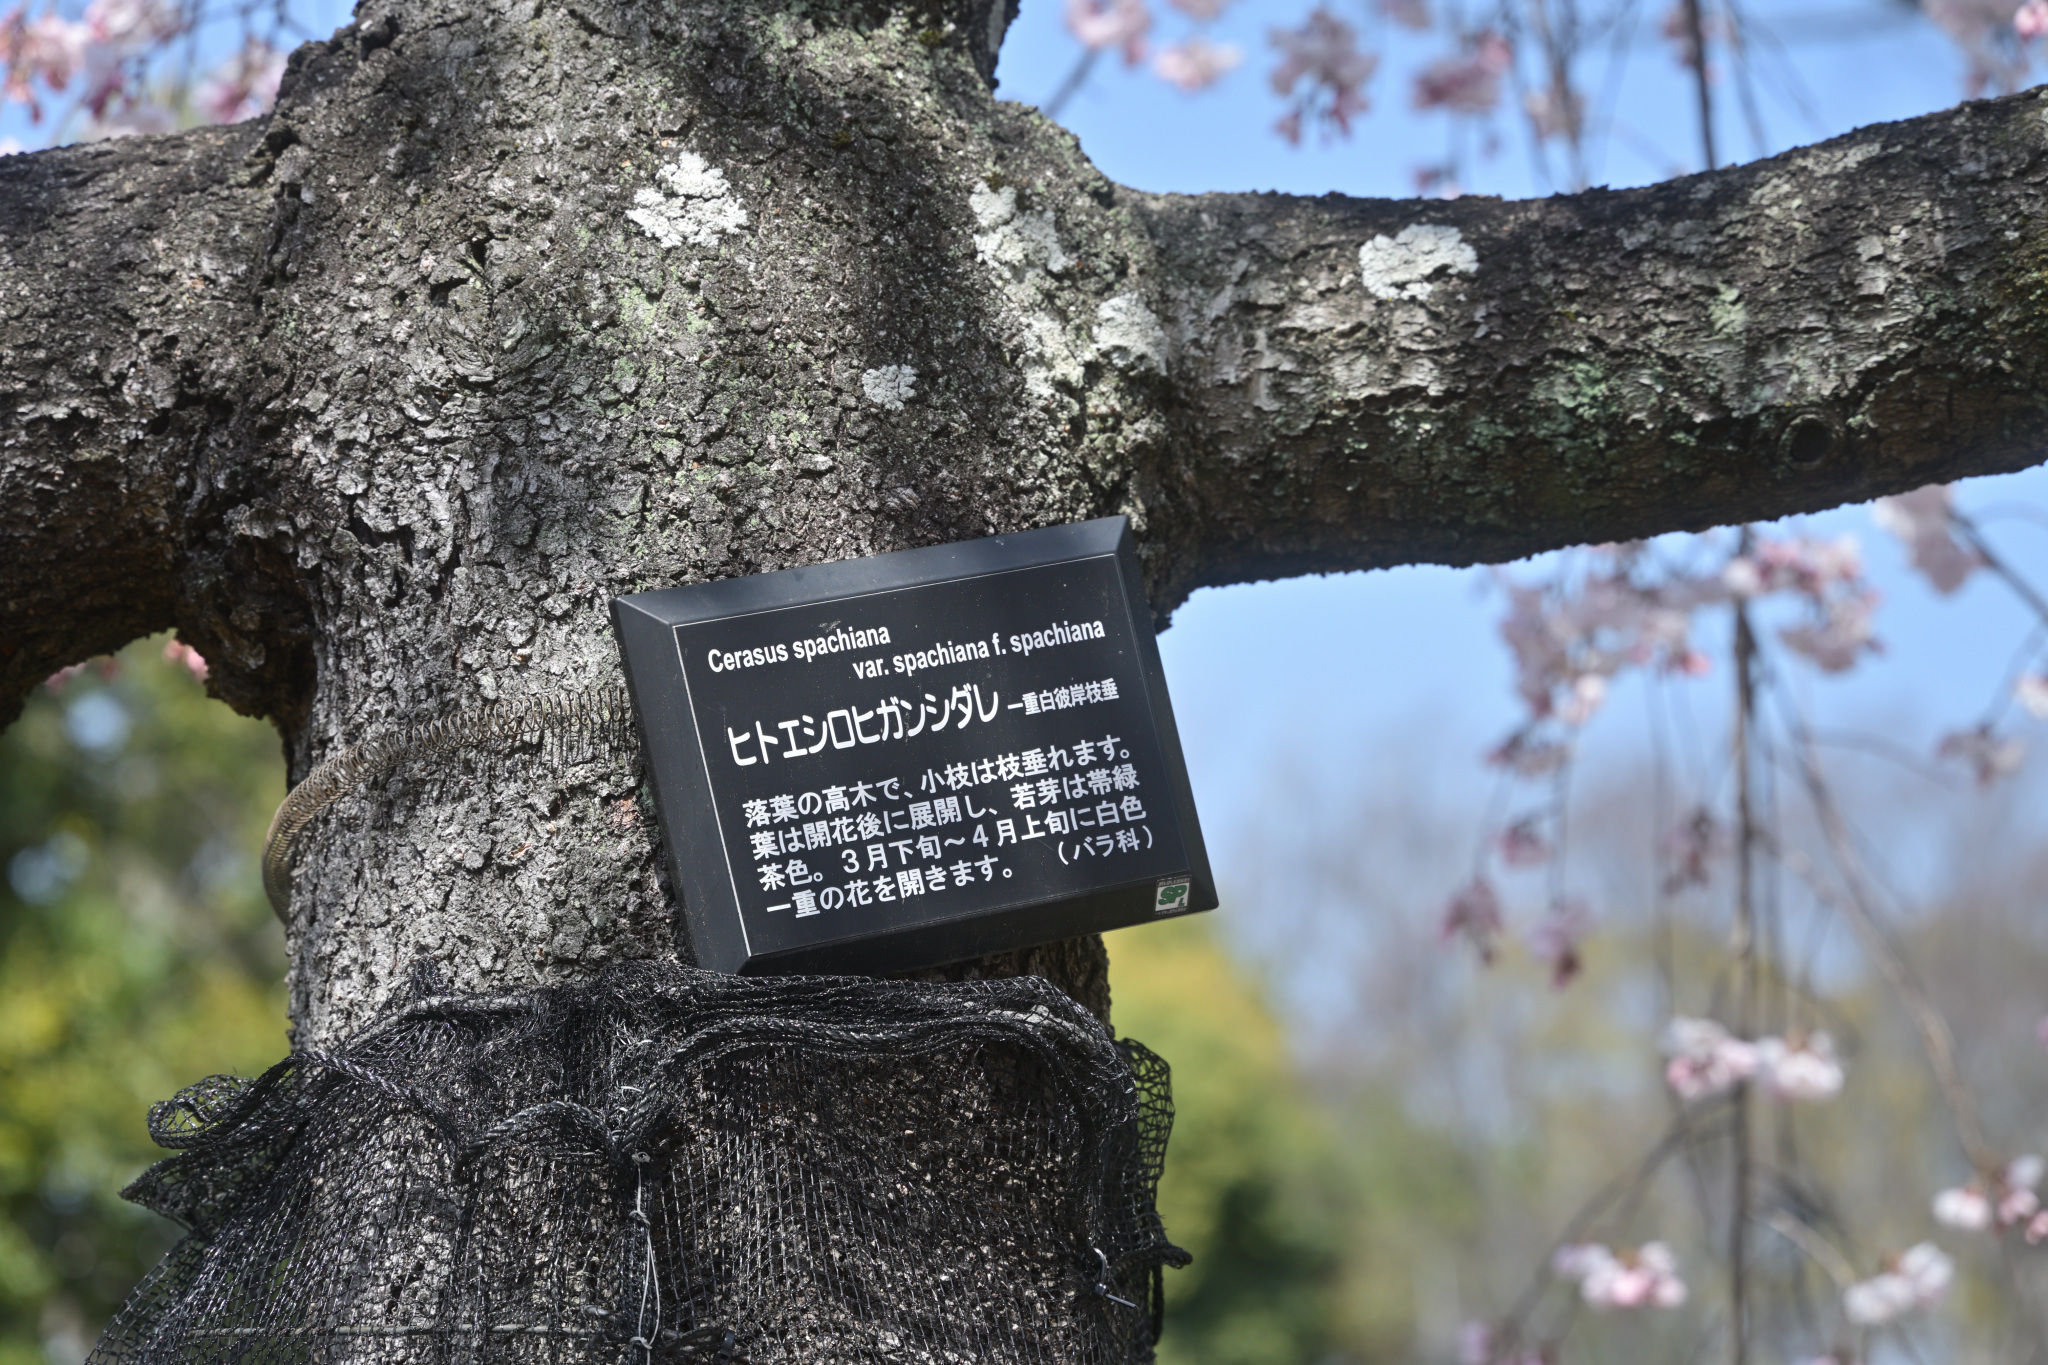 Cerasus spachiana
var. spachiana f. spachiana
ヒトエシロヒガンシダレ 一重白彼岸枝垂
落葉の高木で、小枝は枝垂れます。
葉は開花後に展開し、若芽は帯緑
茶色。3月下旬～4月上旬に白色
一重の花を開きます。 （バラ科）